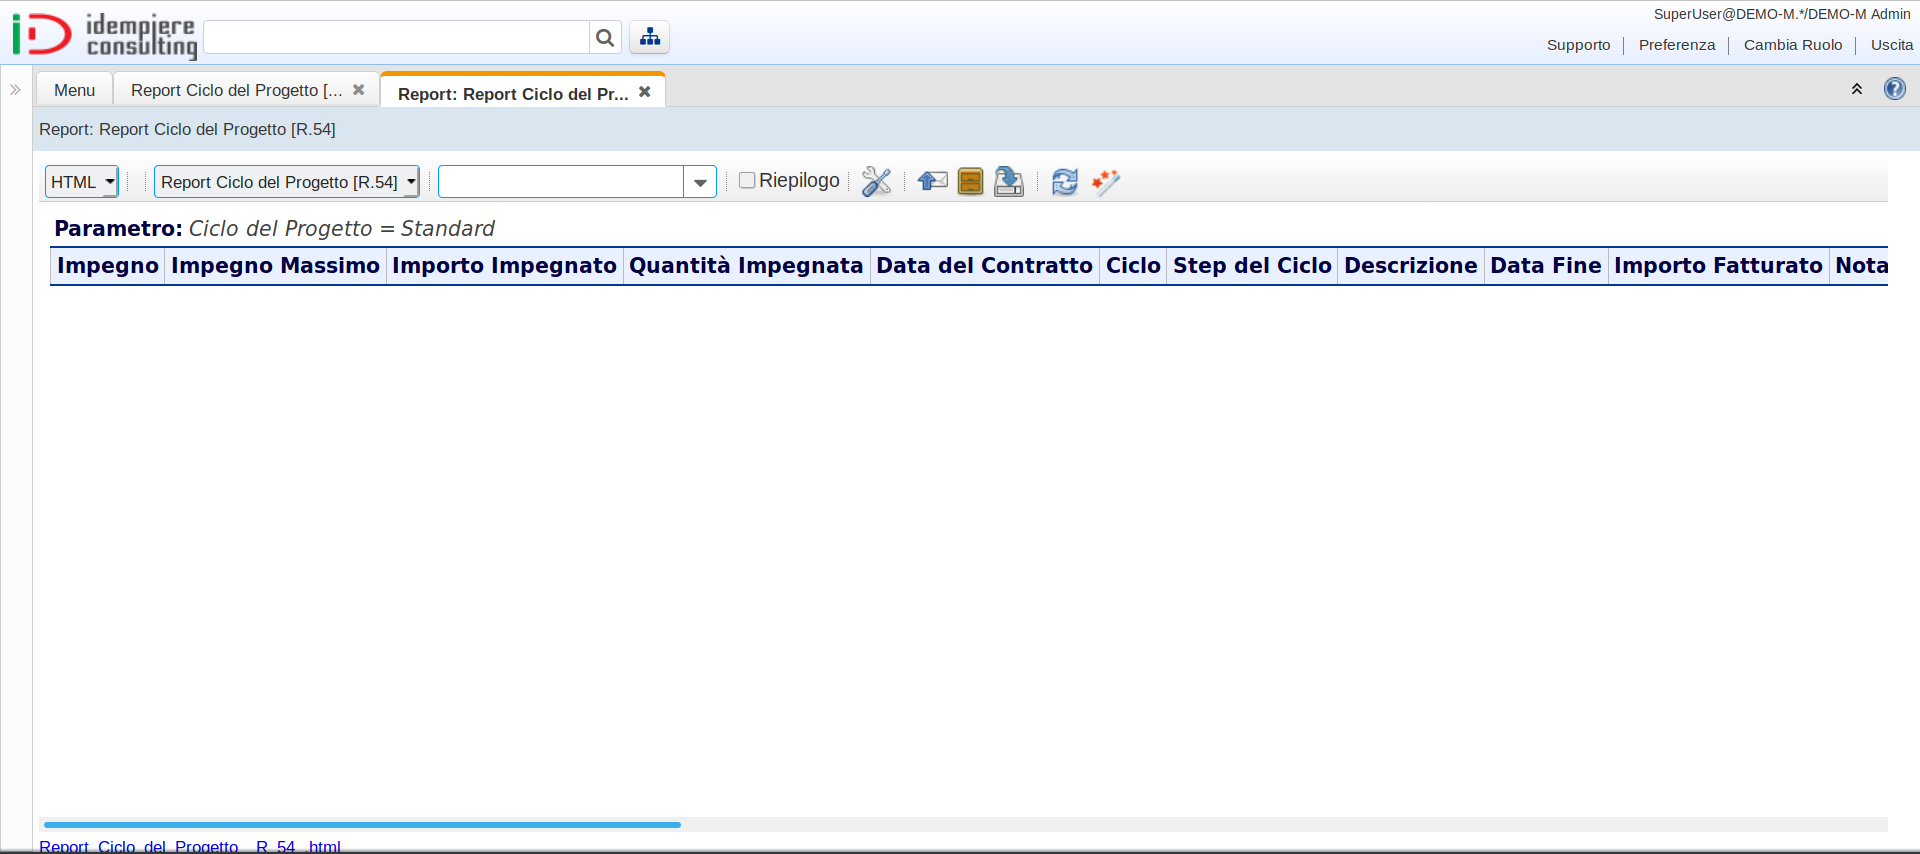 idempiere
consulting
SuperUser@DEMO-M.*/DEMO-M Admin
Supporto Preferenza Cambia Ruolo Uscita
Menu Report Ciclo del Progetto [... Report: Report Ciclo del Pr...
Report: Report Ciclo del Progetto [R.54]
HTML Report Ciclo del Progetto [R.54] Riepilogo
Parametro: Ciclo del Progetto = Standard
Impegno Impegno Massimo Importo Impegnato Quantità Impegnata Data del Contratto Ciclo Step del Ciclo Descrizione Data Fine Importo Fatturato Nota
Report_Ciclo_del_Progetto__R_54_.html